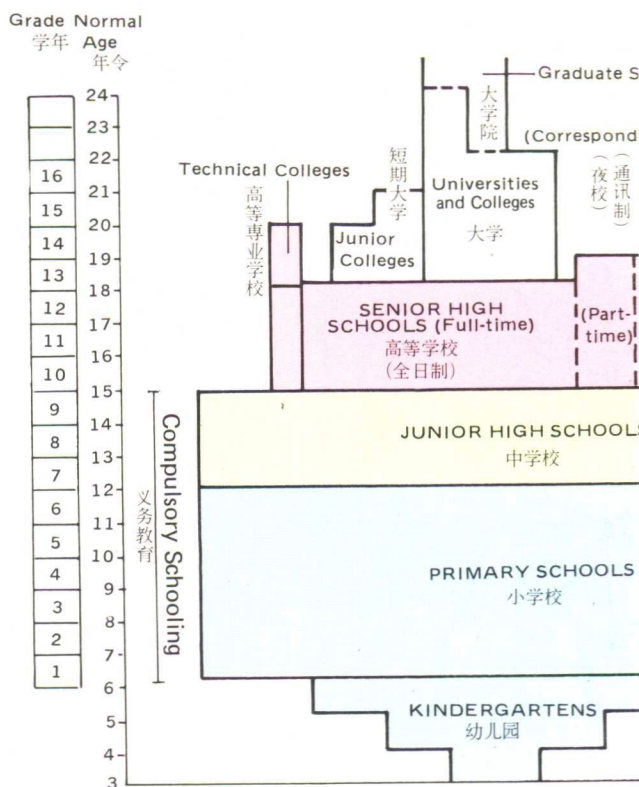 Grade Normal
学年 Age
年令
24
23
22
21
20
19
18
17
16
15
14
13
12
11
10
9
8
7
6
5
4
3
16
15
14
13
12
11
10
9
8
7
6
5
4
3
2
1
Compulsory Schooling
义务教育
Technical Colleges
高等専业学校
短期大学
Junior
Colleges
大学院
Graduate S
(Correspond
(夜校)
(通讯制)
Universities
and Colleges
大学
SENIOR HIGH
SCHOOLS (Full-time)
高等学校
(全日制)
(Part-
time)
JUNIOR HIGH SCHOOLS
中学校
PRIMARY SCHOOLS
小学校
KINDERGARTENS
幼儿园